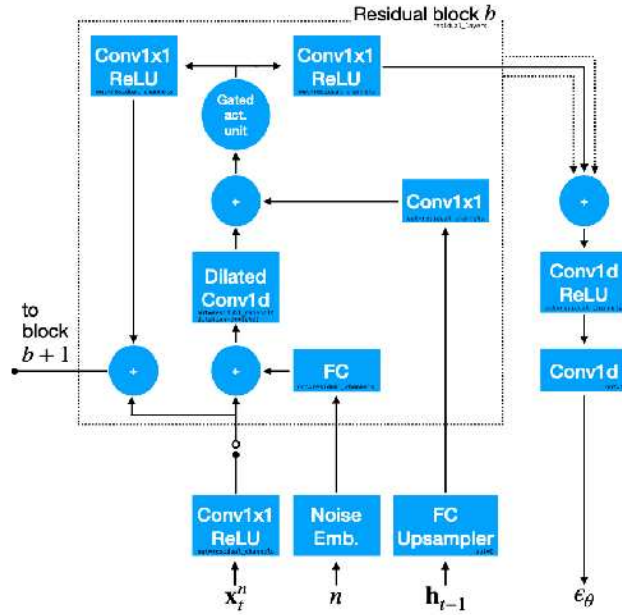 Residual block b
residual_layers
Conv1x1
ReLU
Conv1x1
ReLU
Gated
act.
unit
+
Conv1x1
+
Dilated
Conv1d
Conv1d
ReLU
to
block
b + 1
+
+
FC
Conv1d
Conv1x1
ReLU
Noise
Emb.
FC
Upsampler
x_t^n
n
h_{t−1}
ϵ_θ